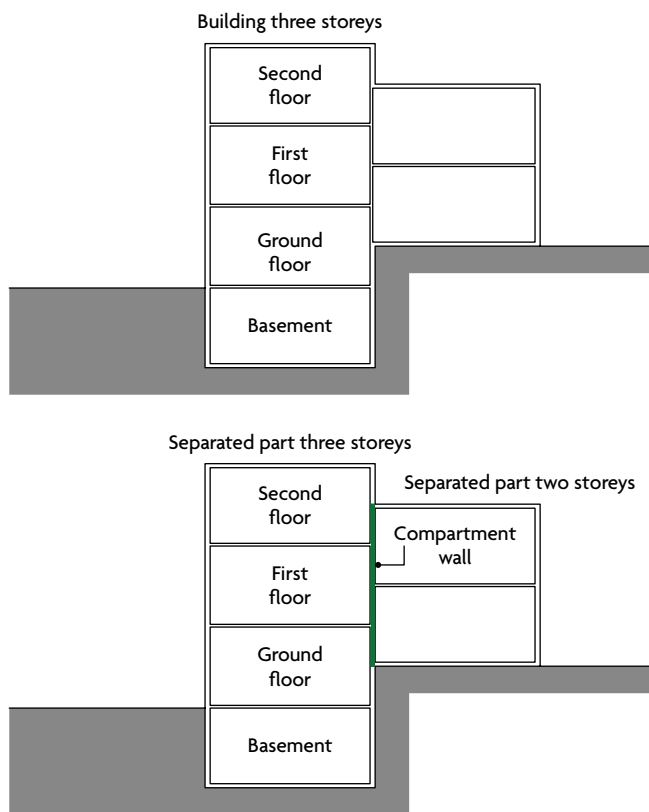 Building three storeys
Second
floor
First
floor
Ground
floor
Basement
Separated part three storeys
Separated part two storeys
Second
floor
Compartment
wall
First
floor
Ground
floor
Basement